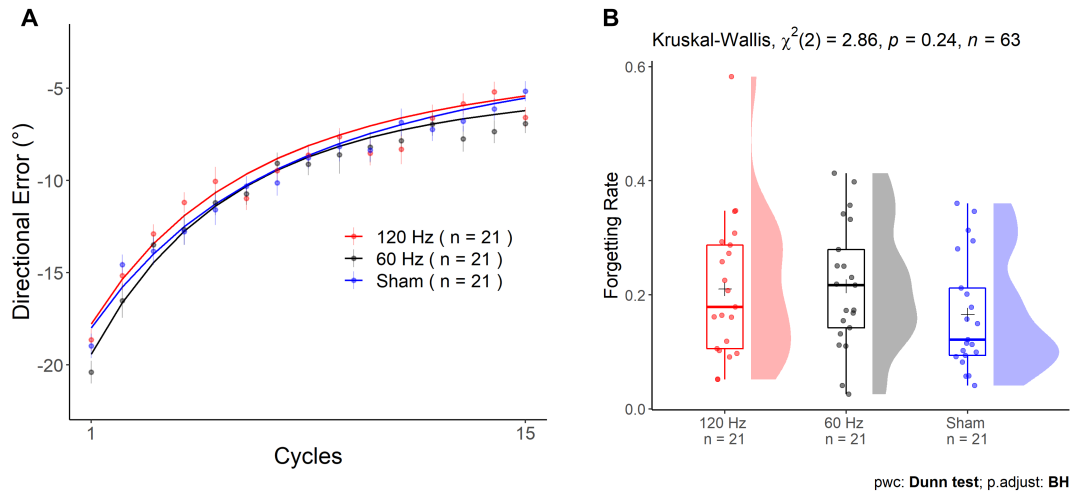 A
Directional Error (°)
-5
-10
-15
-20
120 Hz ( n = 21 )
60 Hz ( n = 21 )
Sham ( n = 21 )
1
15
Cycles
B
Kruskal-Wallis, χ²(2) = 2.86, p = 0.24, n = 63
Forgetting Rate
0.6
0.4
0.2
0.0
120 Hz
n = 21
60 Hz
n = 21
Sham
n = 21
pwc: Dunn test; p.adjust: BH